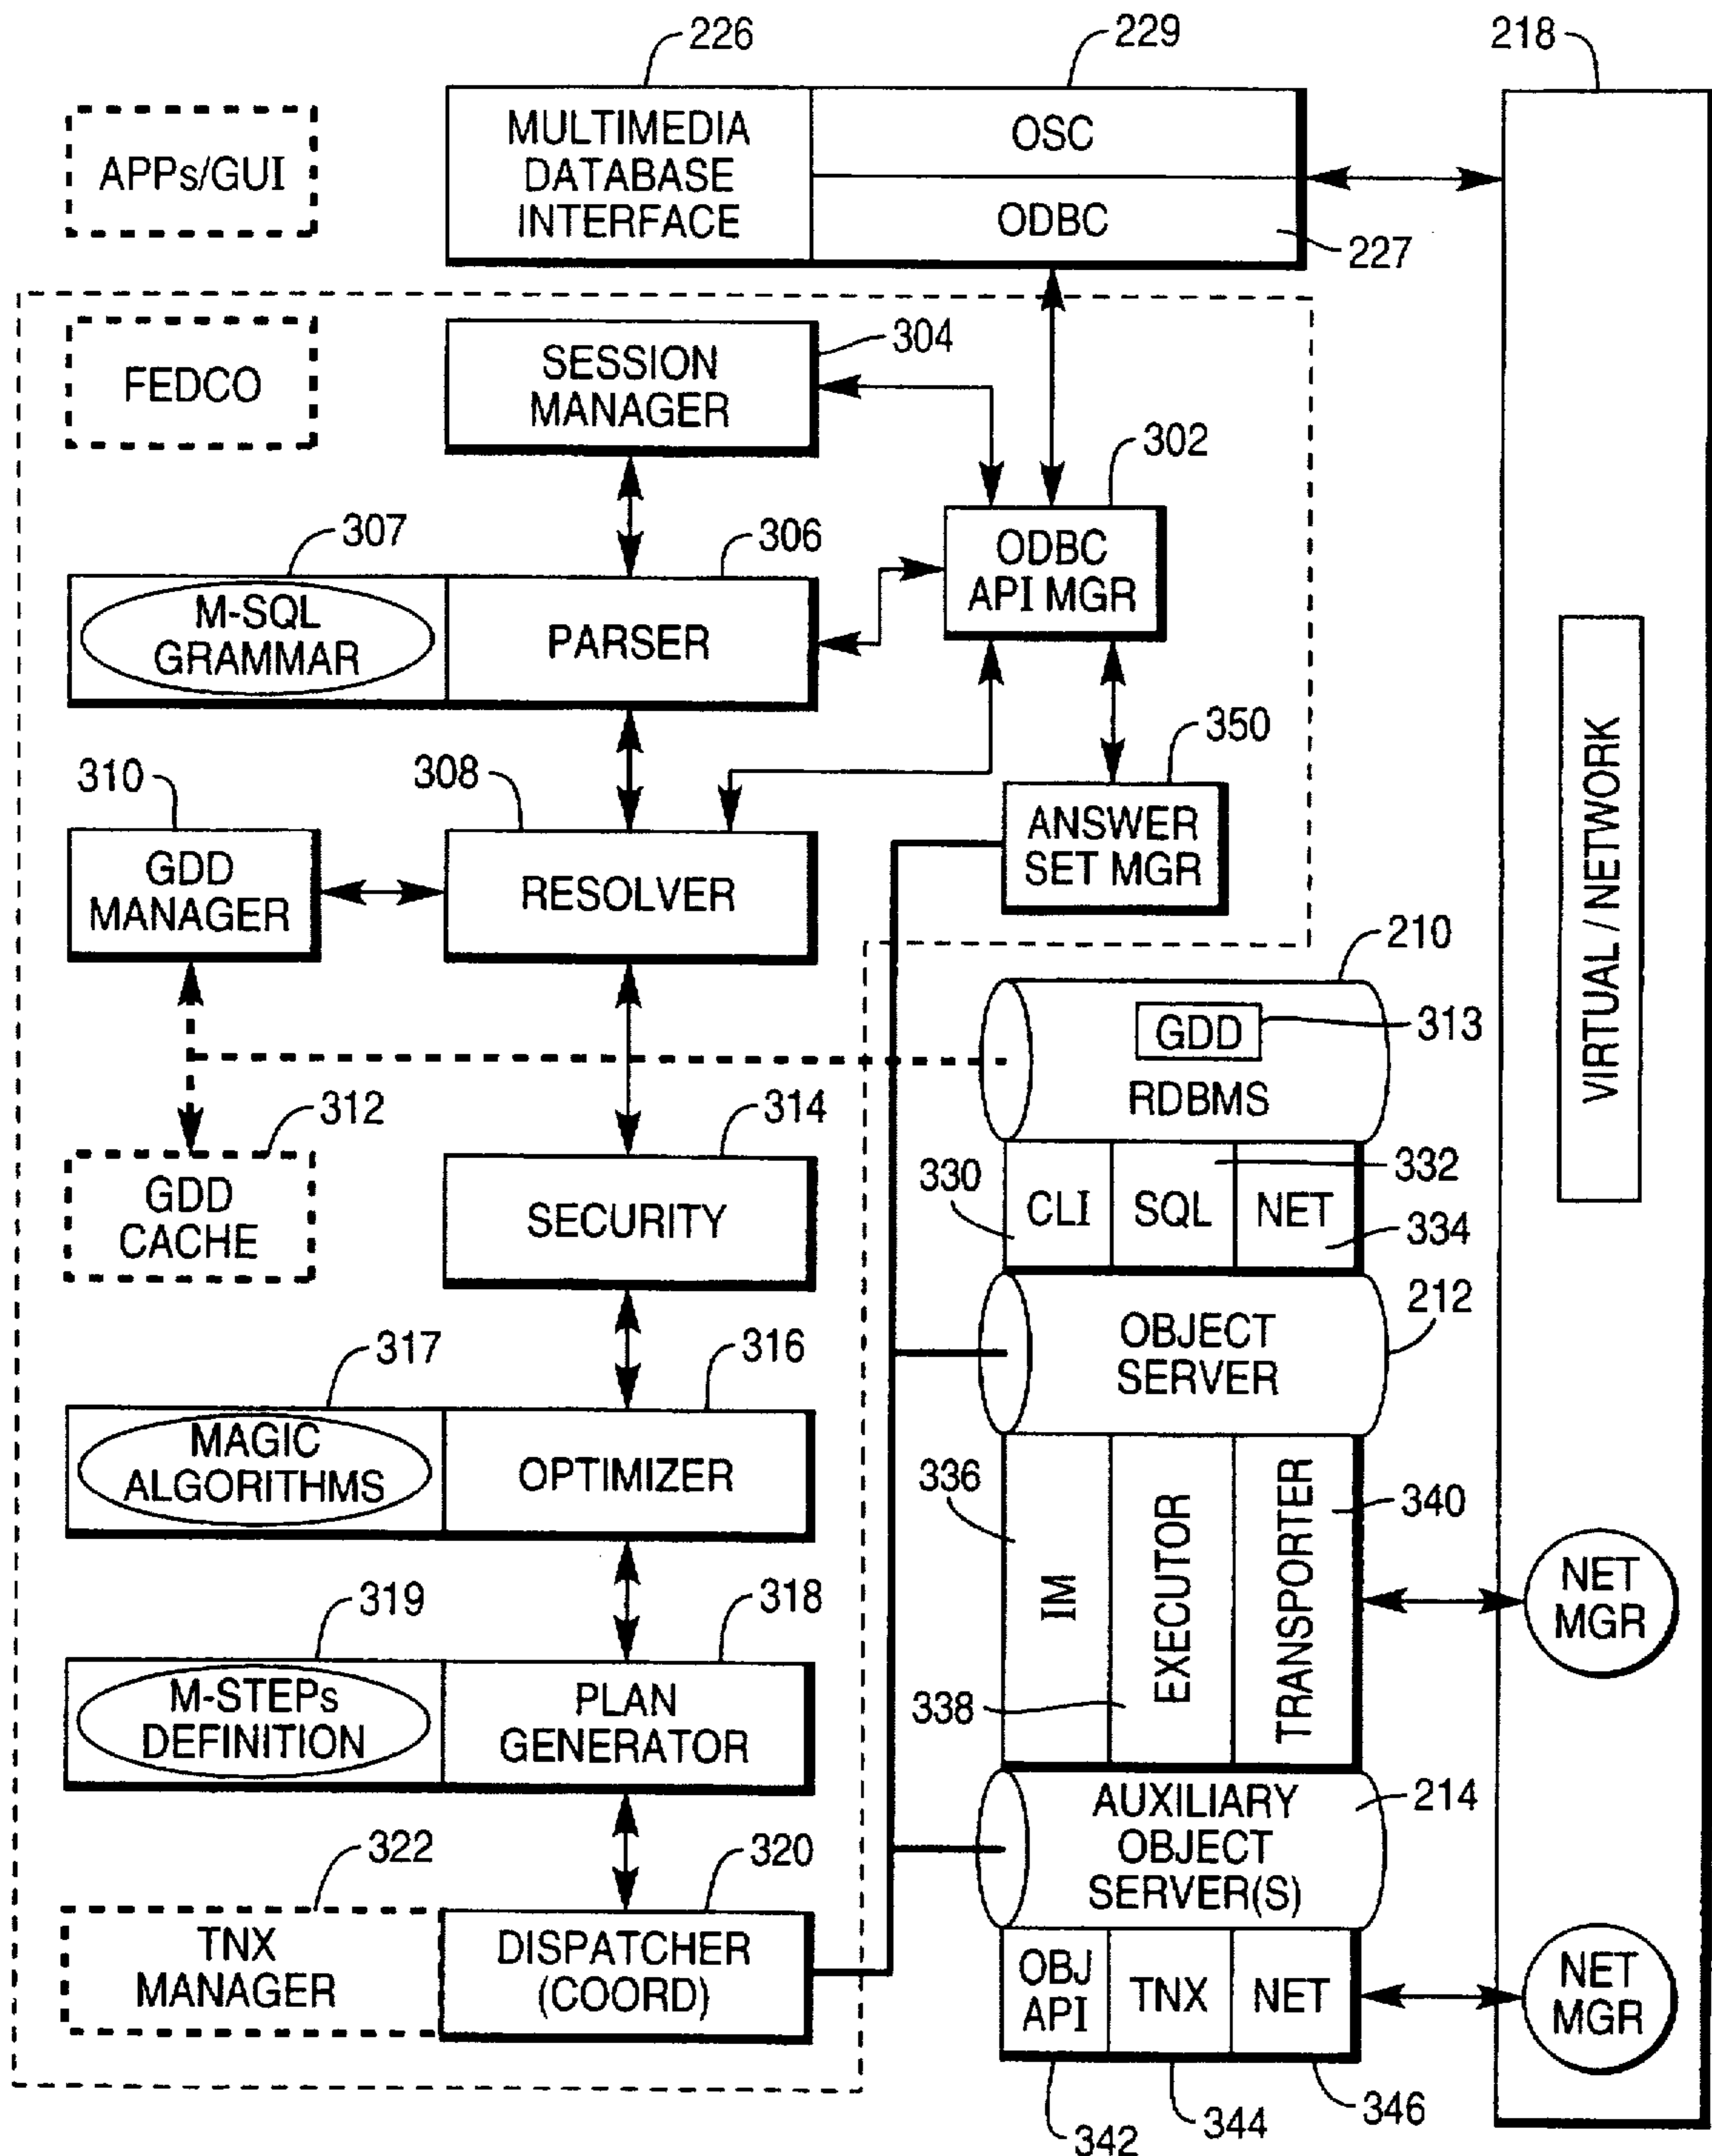 226
229
218
APPs/GUI
MULTIMEDIA
DATABASE
INTERFACE
OSC
ODBC
227
FEDCO
SESSION
MANAGER
304
302
ODBC
API MGR
307
306
M-SQL
GRAMMAR
PARSER
350
ANSWER
SET MGR
310
308
GDD
MANAGER
RESOLVER
VIRTUAL / NETWORK
210
GDD
313
RDBMS
312
314
GDD
CACHE
SECURITY
330
332
CLI
SQL
NET
334
212
OBJECT
SERVER
317
316
MAGIC
ALGORITHMS
OPTIMIZER
336
IM
EXECUTOR
TRANSPORTER
340
338
NET
MGR
319
318
M-STEPs
DEFINITION
PLAN
GENERATOR
AUXILIARY
OBJECT
SERVER(S)
214
322
320
TNX
MANAGER
DISPATCHER
(COORD)
OBJ
API
TNX
NET
NET
MGR
342
344
346